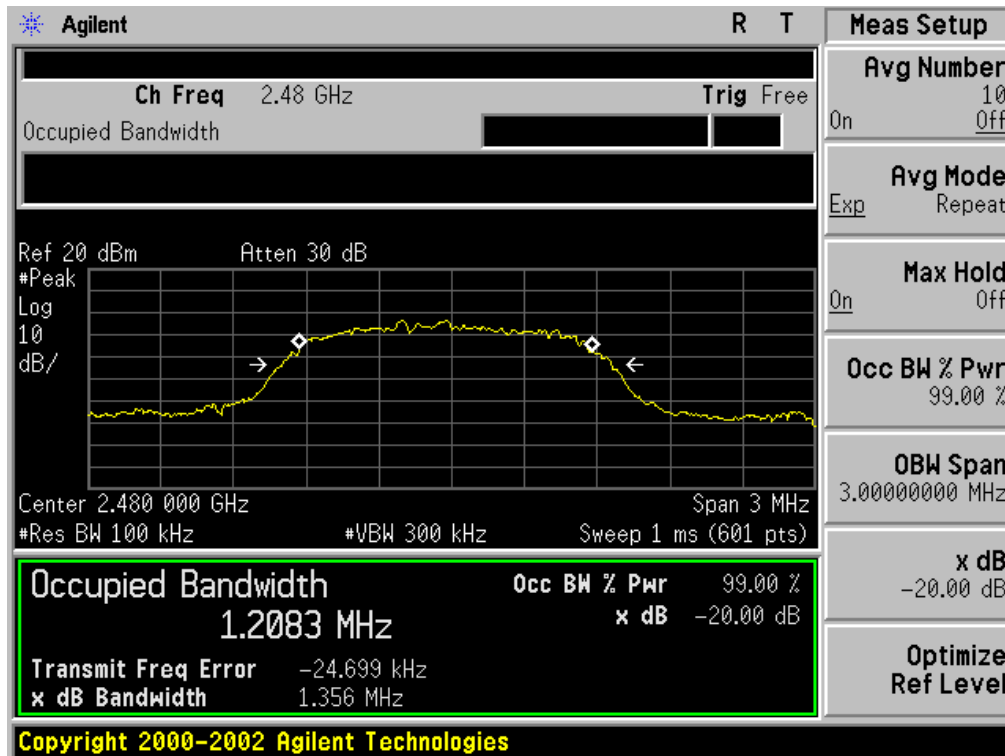 Agilent R T
Ch Freq 2.48 GHz Trig Free
Occupied Bandwidth
Ref 20 dBm Atten 30 dB
#Peak
Log
10
dB/
Center 2.480 000 GHz Span 3 MHz
#Res BW 100 kHz #VBW 300 kHz Sweep 1 ms (601 pts)
Occupied Bandwidth
1.2083 MHz
Occ BW % Pwr 99.00 %
x dB -20.00 dB
Transmit Freq Error -24.699 kHz
x dB Bandwidth 1.356 MHz
Meas Setup
Avg Number
10
On Off
Avg Mode
Exp Repeat
Max Hold
On Off
Occ BW % Pwr
99.00 %
OBW Span
3.00000000 MHz
x dB
-20.00 dB
Optimize
Ref Level
Copyright 2000-2002 Agilent Technologies